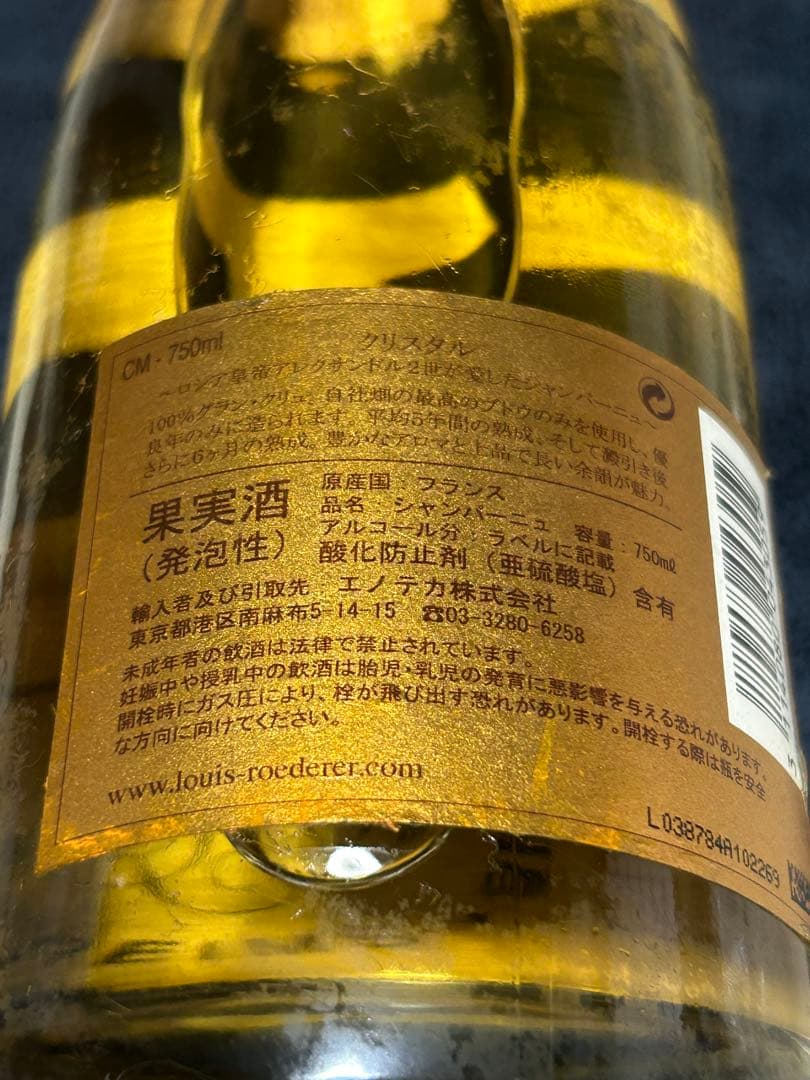 CM - 750ml
クリスタル
～ロシア皇帝アレクサンドル2世が愛したシャンパーニュ～
100%グラン・クリュ、自社畑の最高のブドウのみを使用し、優
良年のみに造られます。平均5年間の熟成、そして澱引き後
さらに6ヶ月の熟成。豊かなアロマと上品で長い余韻が魅力。
果実酒
(発泡性)
原産国：フランス
品名：シャンパーニュ 容量：750ml
アルコール分：ラベルに記載
酸化防止剤（亜硫酸塩）含有
輸入者及び引取先 エノテカ株式会社
東京都港区南麻布5-14-15 ☎03-3280-6258
未成年者の飲酒は法律で禁止されています。
妊娠中や授乳中の飲酒は胎児・乳児の発育に悪影響を与える恐れがあります。
開栓時にガス圧により、栓が飛び出す恐れがあります。開栓する際は瓶を安全
な方向に向けてください。
www.louis-roederer.com
L038784A102269